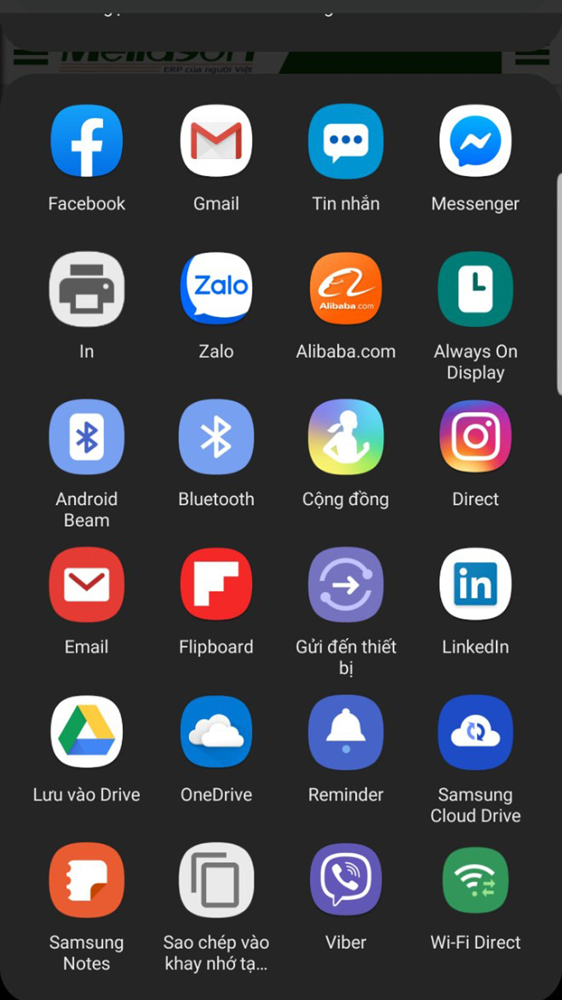 ERP của người Việt
Facebook
Gmail
Tin nhắn
Messenger
Zalo
Alibaba.com
In
Zalo
Alibaba.com
Always On
Display
Android
Beam
Bluetooth
Cộng đồng
Direct
in
Email
Flipboard
Gửi đến thiết
bị
LinkedIn
Lưu vào Drive
OneDrive
Reminder
Samsung
Cloud Drive
Samsung
Notes
Sao chép vào
khay nhớ tạ...
Viber
Wi-Fi Direct